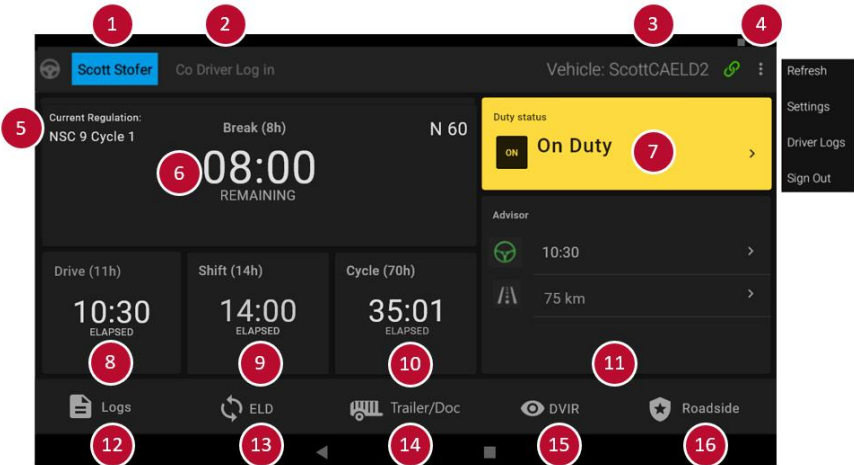 1
2
3
4
Scott Stofer
Co Driver Log in
Vehicle: ScottCAELD2
Refresh
Settings
Driver Logs
Sign Out
5
Current Regulation:
NSC 9 Cycle 1
Break (8h)
N 60
6
08:00
REMAINING
Duty status
ON
On Duty
7
Advisor
10:30
75 km
Drive (11h)
10:30
ELAPSED
8
Shift (14h)
14:00
ELAPSED
9
Cycle (70h)
35:01
ELAPSED
10
11
Logs
ELD
Trailer/Doc
DVIR
Roadside
12
13
14
15
16